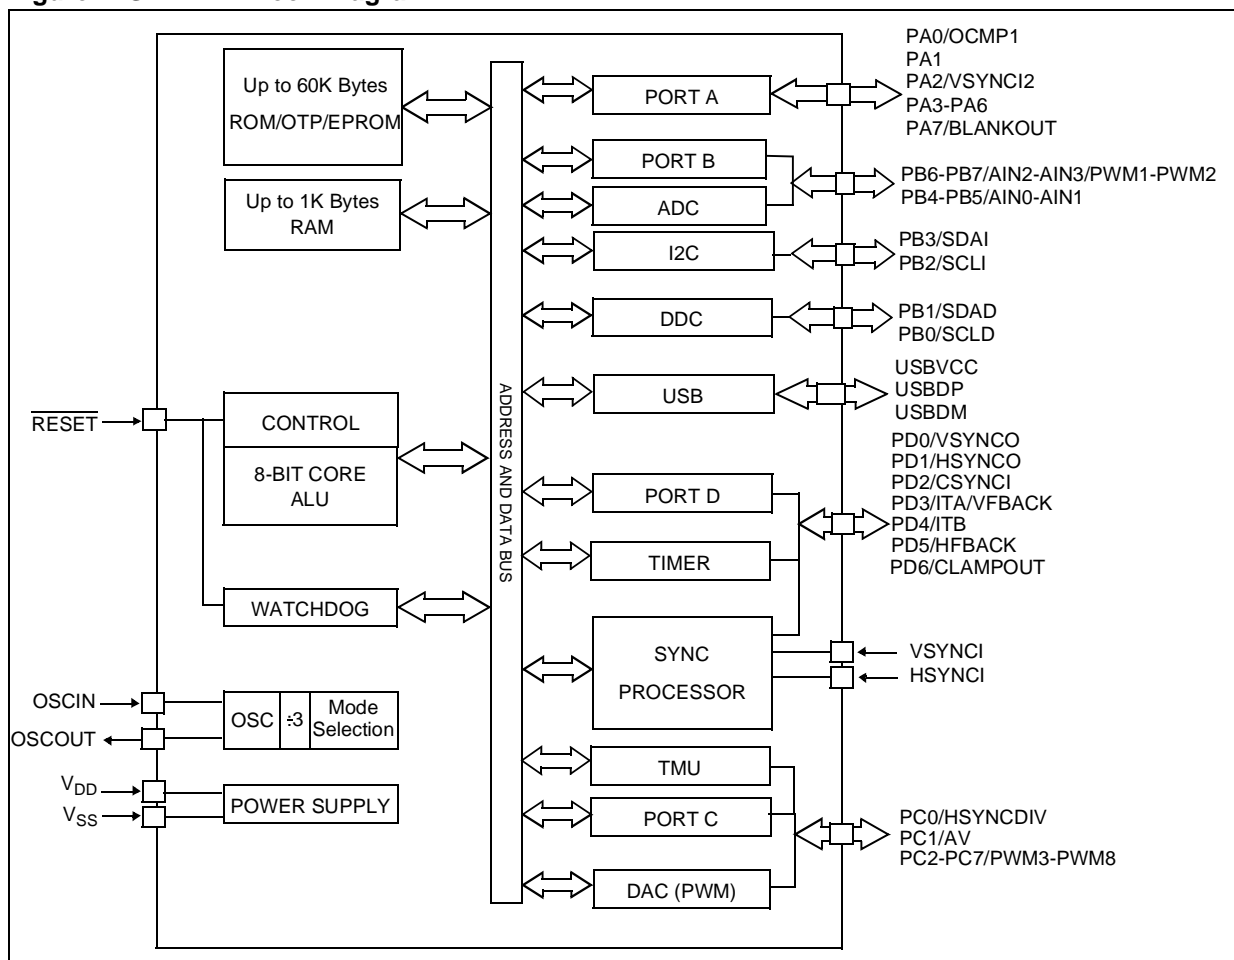 Up to 60K Bytes
ROM/OTP/EPROM
Up to 1K Bytes
RAM
RESET
CONTROL
8-BIT CORE
ALU
WATCHDOG
OSCIN
OSCOUT
OSC
÷3
Mode
Selection
VDD
VSS
POWER SUPPLY
ADDRESS AND DATA BUS
PORT A
PORT B
ADC
I2C
DDC
USB
PORT D
TIMER
SYNC
PROCESSOR
TMU
PORT C
DAC (PWM)
PA0/OCMP1
PA1
PA2/VSYNCI2
PA3-PA6
PA7/BLANKOUT
PB6-PB7/AIN2-AIN3/PWM1-PWM2
PB4-PB5/AIN0-AIN1
PB3/SDAI
PB2/SCLI
PB1/SDAD
PB0/SCLD
USBVCC
USBDP
USBDM
PD0/VSYNCO
PD1/HSYNCO
PD2/CSYNCI
PD3/ITA/VFBACK
PD4/ITB
PD5/HFBACK
PD6/CLAMPOUT
VSYNCI
HSYNCI
PC0/HSYNCDIV
PC1/AV
PC2-PC7/PWM3-PWM8